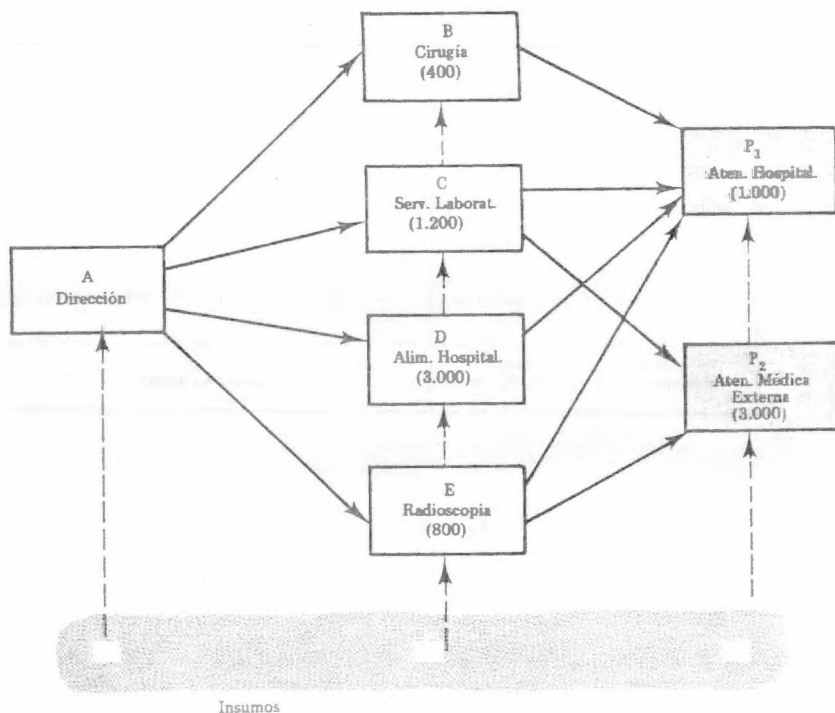 B
Cirugía
(400)
C
Serv. Laborat.
(1.200)
A
Dirección
D
Alim. Hospital.
(3.000)
E
Radioscopia
(800)
P1
Aten. Hospital.
(1.000)
P2
Aten. Médica
Externa
(3.000)
Insumos